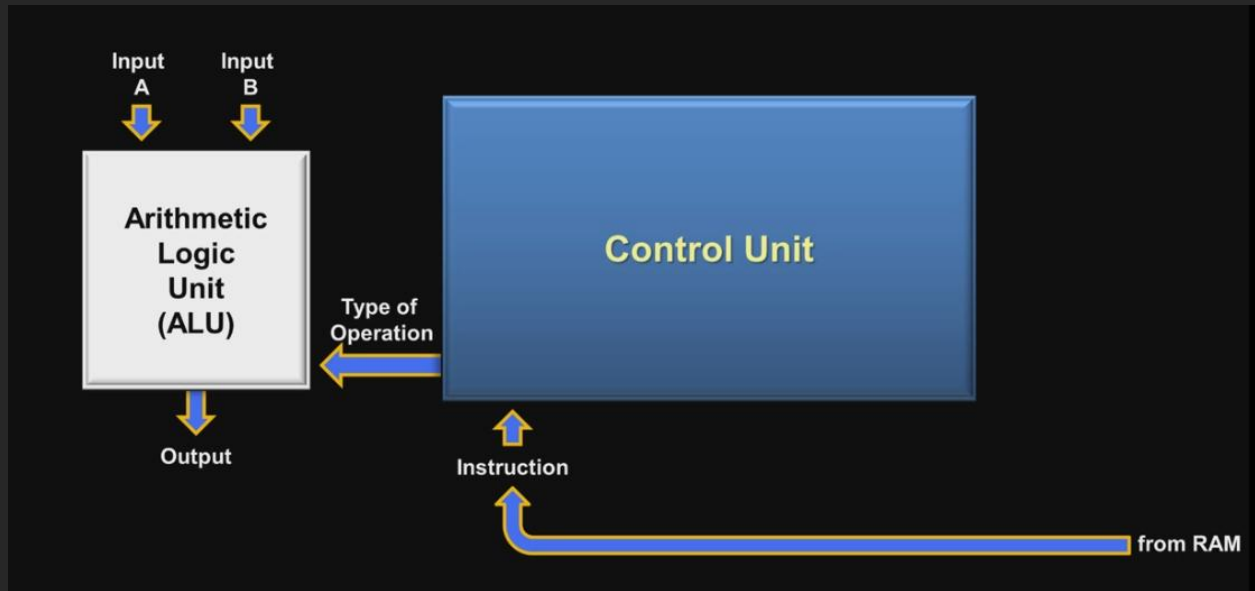 Input
A
Input
B
Arithmetic
Logic
Unit
(ALU)
Control Unit
Type of
Operation
Output
Instruction
from RAM